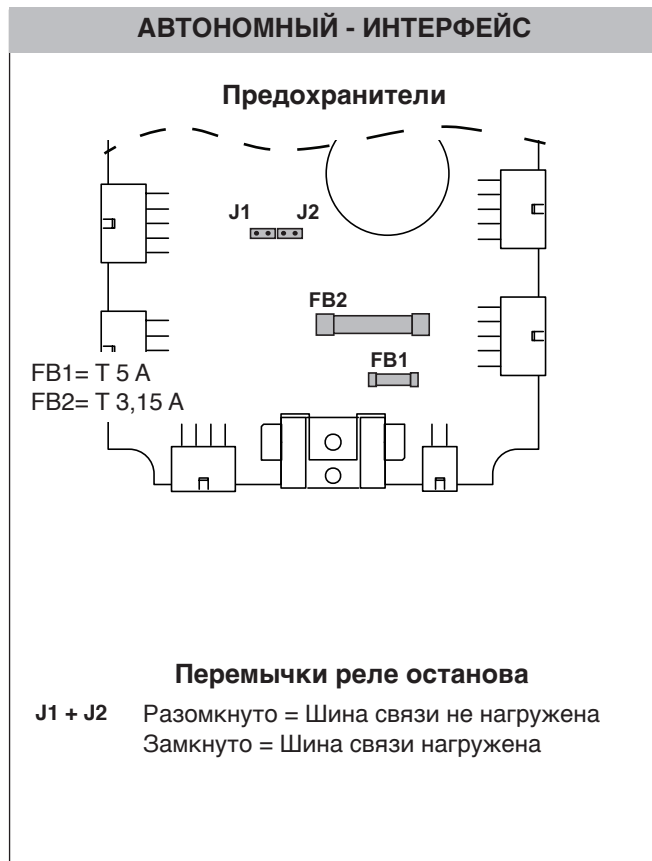 АВТОНОМНЫЙ - ИНТЕРФЕЙС
Предохранители
J1 J2
FB2
FB1
FB1= T 5 A
FB2= T 3,15 A
Перемычки реле останова
J1 + J2 Разомкнуто = Шина связи не нагружена
Замкнуто = Шина связи нагружена